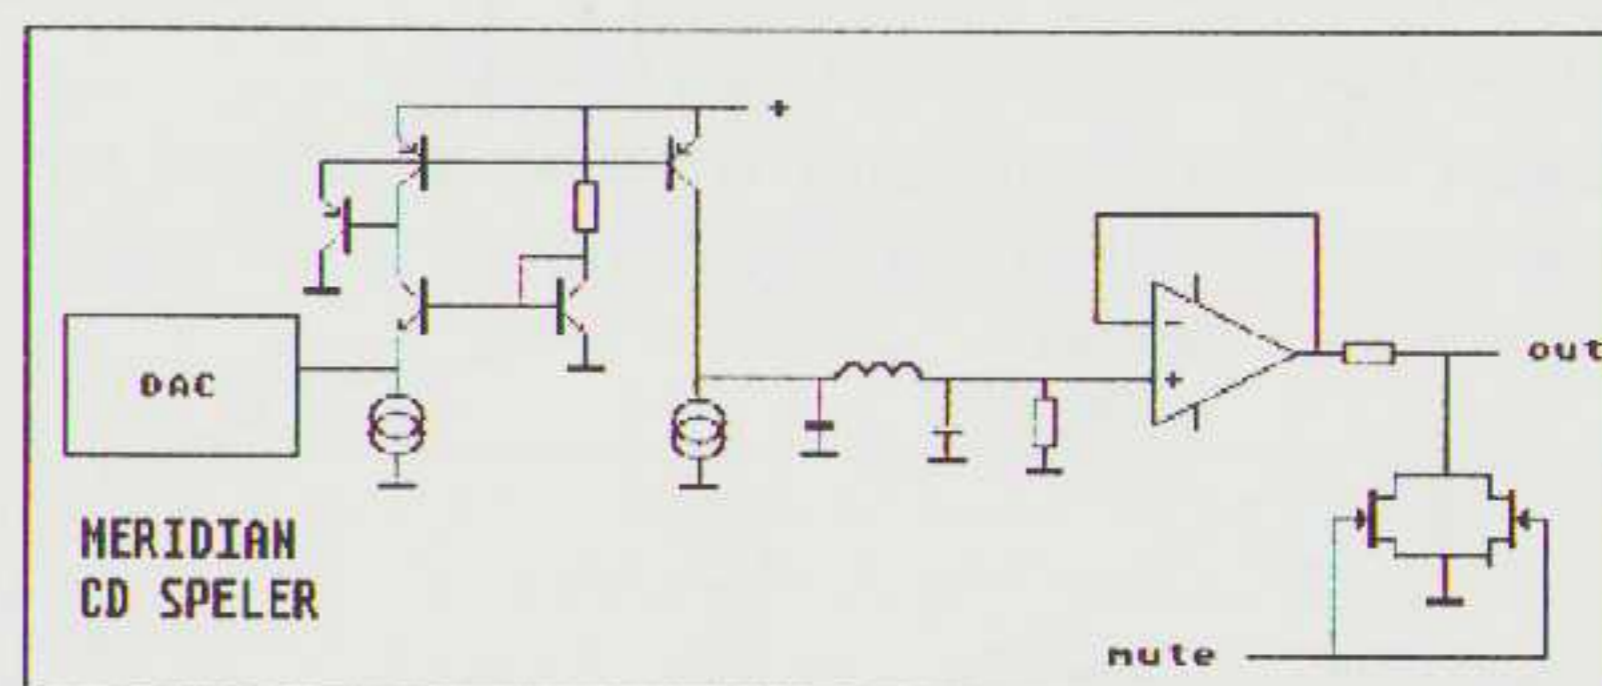 +
DAC
-
+
out
MERIDIAN
CD SPELER
mute